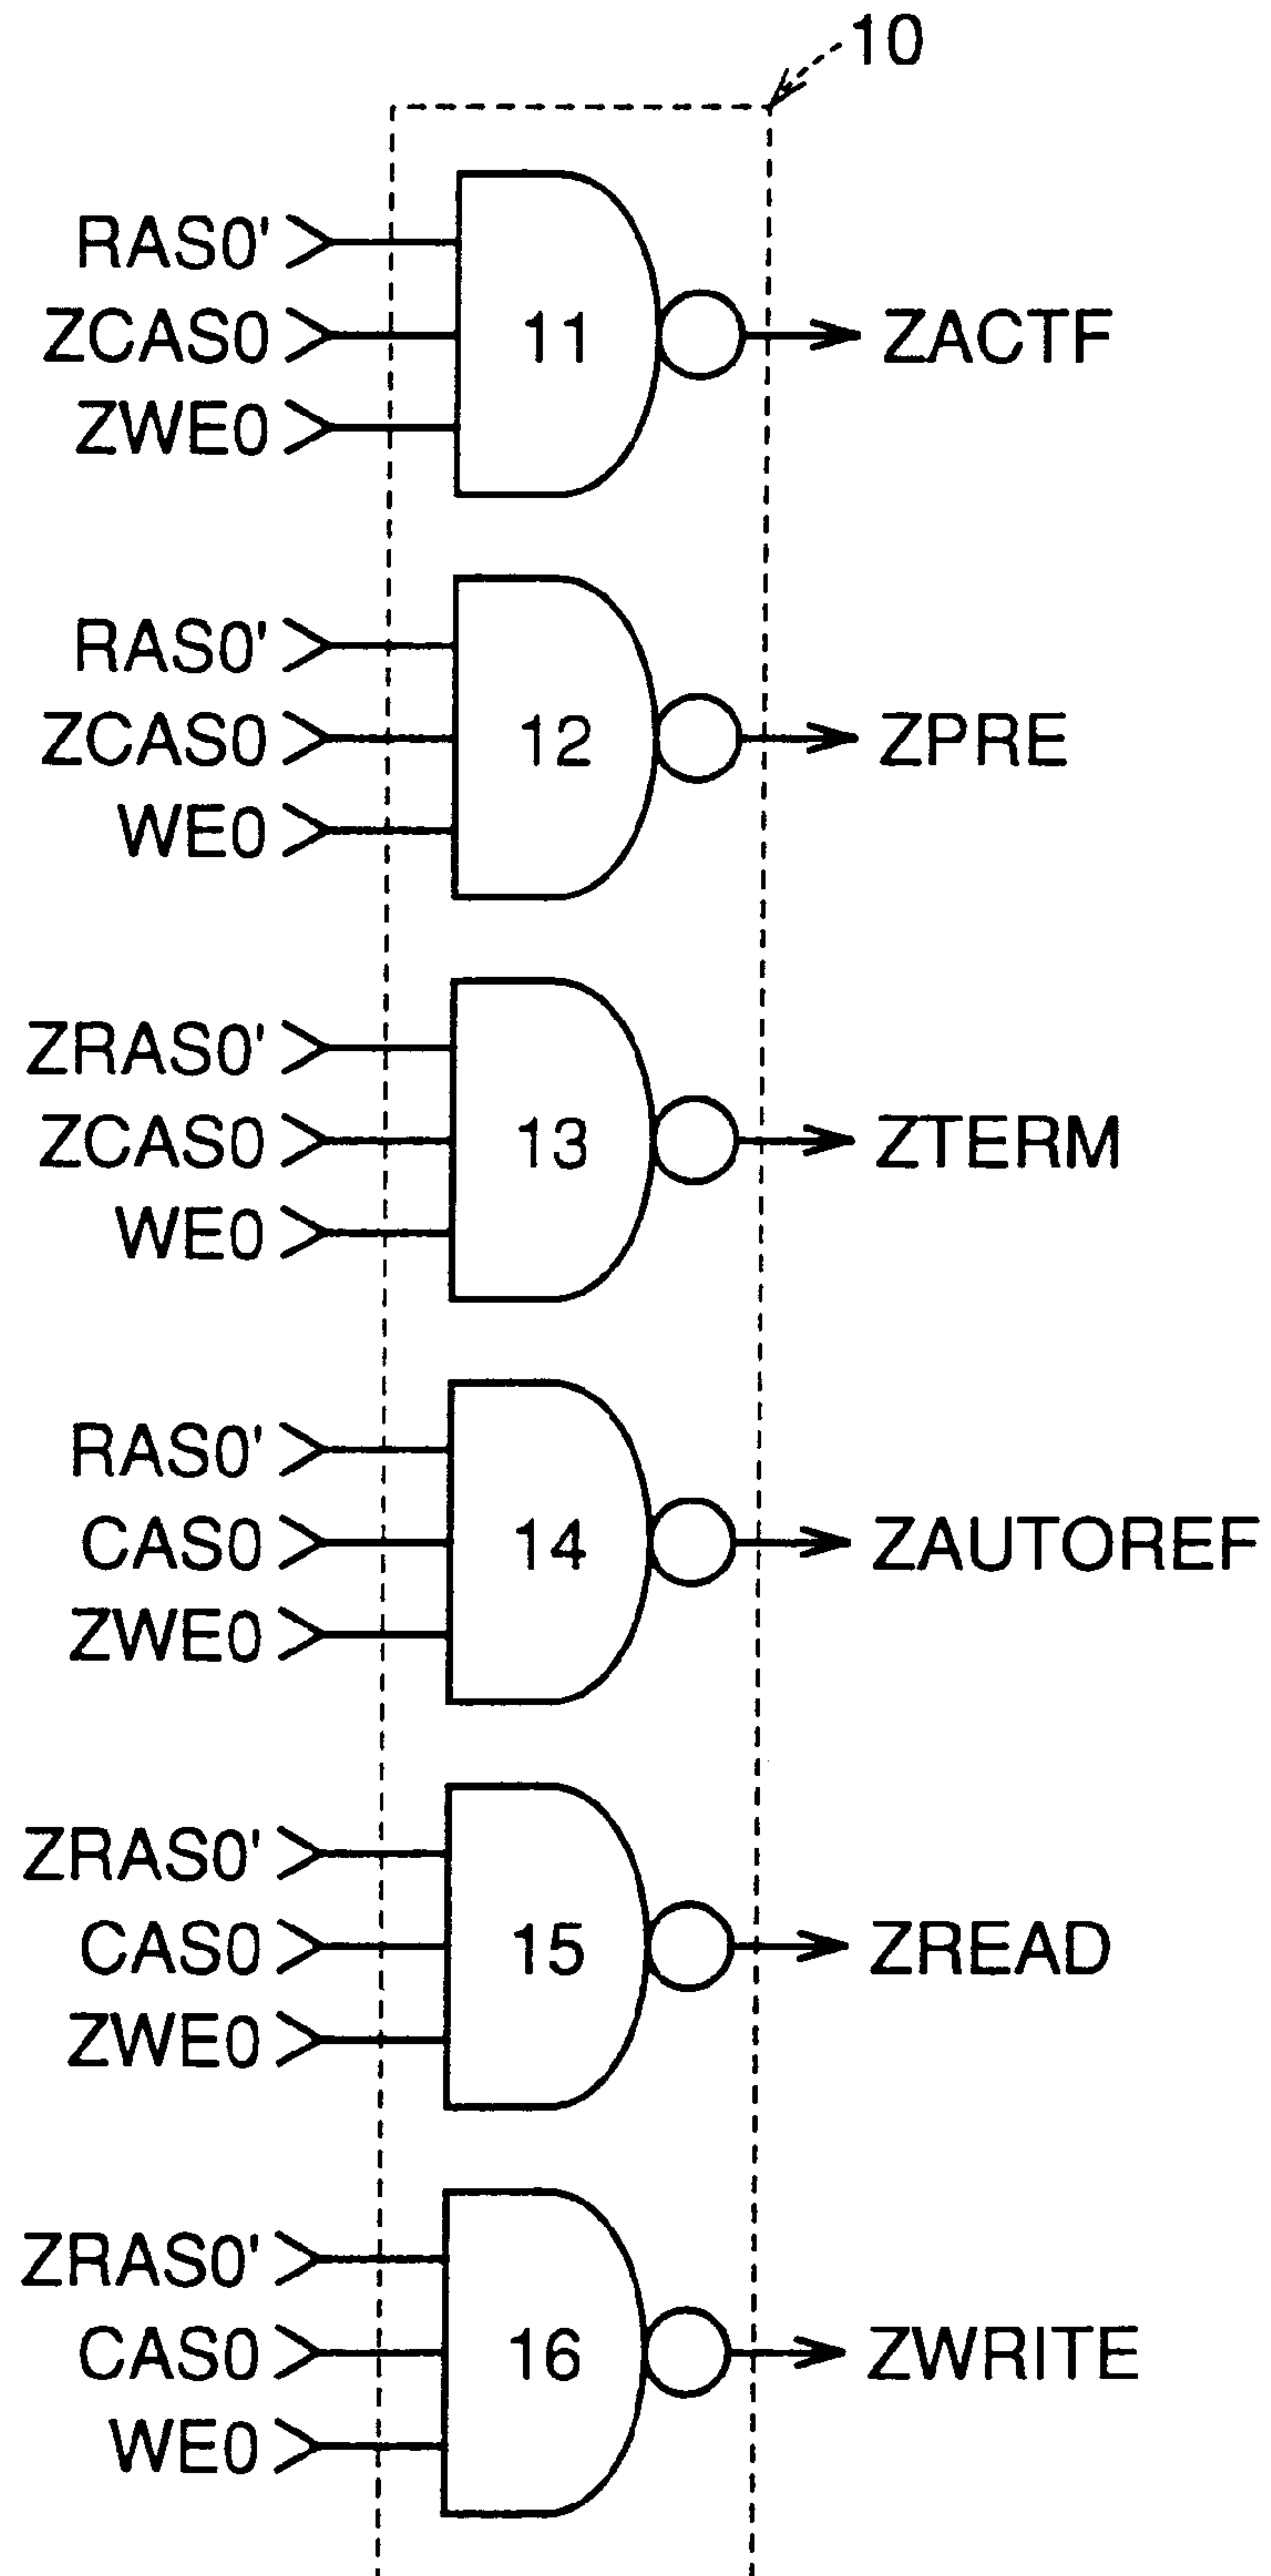 10
RAS0'
ZCAS0
ZWE0
11
ZACTF
RAS0'
ZCAS0
WE0
12
ZPRE
ZRAS0'
ZCAS0
WE0
13
ZTERM
RAS0'
CAS0
ZWE0
14
ZAUTOREF
ZRAS0'
CAS0
ZWE0
15
ZREAD
ZRAS0'
CAS0
WE0
16
ZWRITE